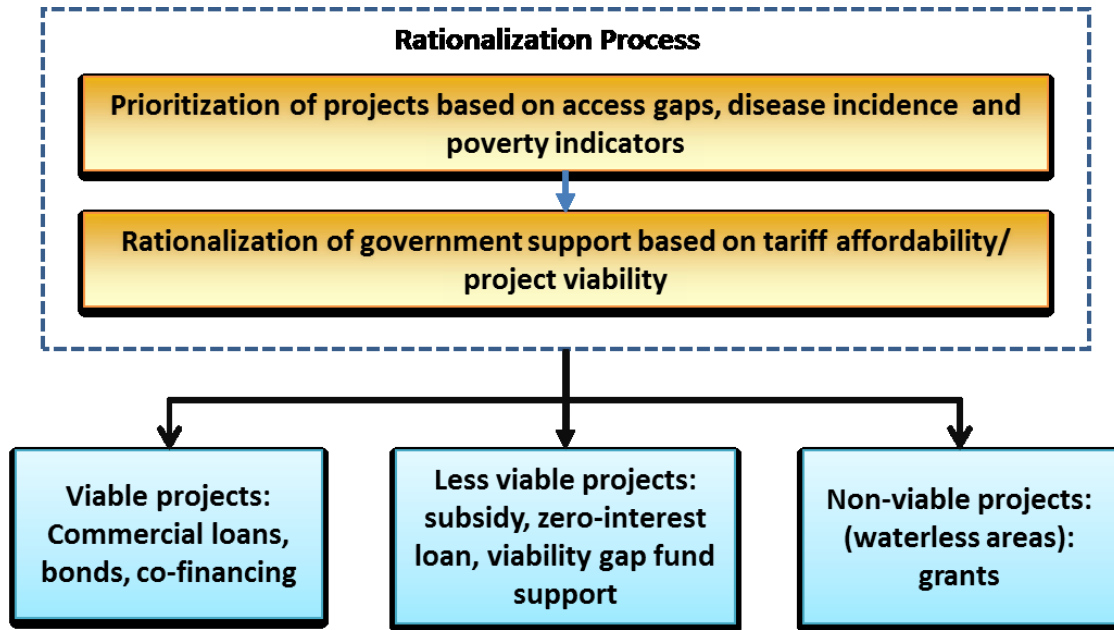 Rationalization Process
Prioritization of projects based on access gaps, disease incidence and
poverty indicators
Rationalization of government support based on tariff affordability/
project viability
Viable projects:
Commercial loans,
bonds, co-financing
Less viable projects:
subsidy, zero-interest
loan, viability gap fund
support
Non-viable projects:
(waterless areas):
grants